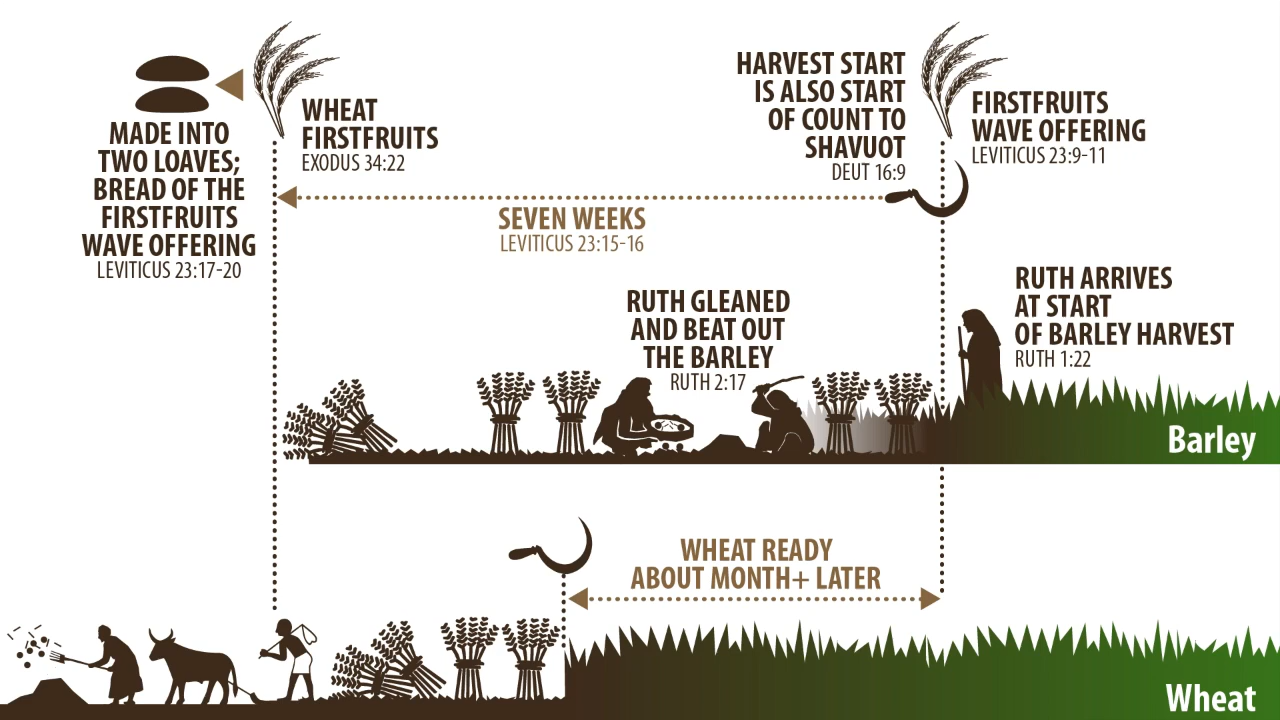 MADE INTO
TWO LOAVES;
BREAD OF THE
FIRSTFRUITS
WAVE OFFERING
LEVITICUS 23:17-20
WHEAT
FIRSTFRUITS
EXODUS 34:22
HARVEST START
IS ALSO START
OF COUNT TO
SHAVUOT
DEUT 16:9
FIRSTFRUITS
WAVE OFFERING
LEVITICUS 23:9-11
SEVEN WEEKS
LEVITICUS 23:15-16
RUTH GLEANED
AND BEAT OUT
THE BARLEY
RUTH 2:17
RUTH ARRIVES
AT START
OF BARLEY HARVEST
RUTH 1:22
Barley
WHEAT READY
ABOUT MONTH+ LATER
Wheat